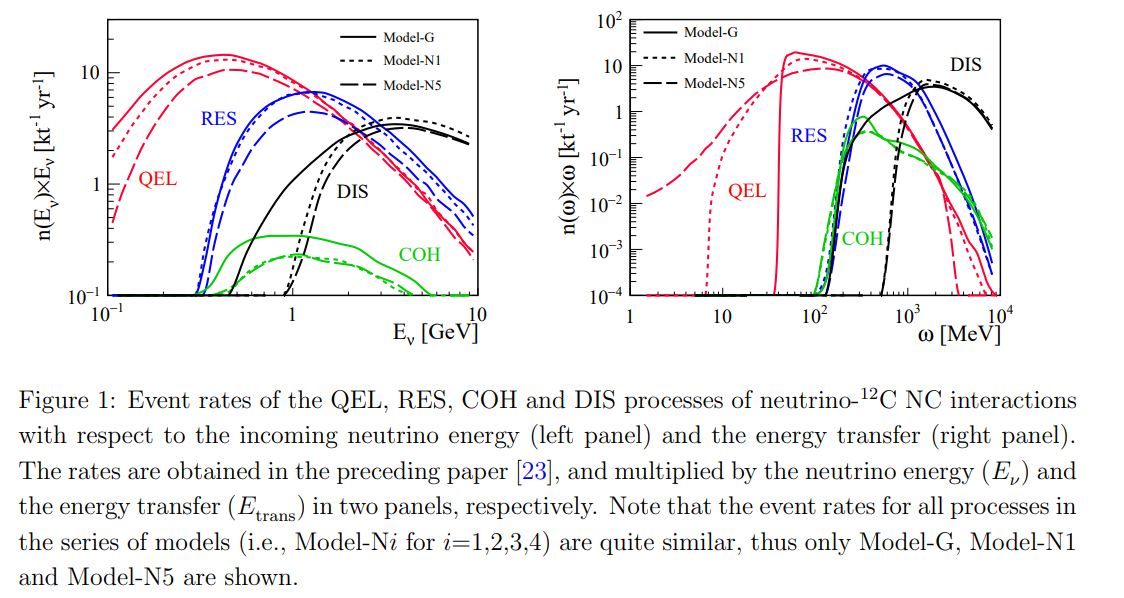 n(Eν)×Eν [kt⁻¹ yr⁻¹]
10
1
10⁻¹
Model-G
Model-N1
Model-N5
RES
QEL
DIS
COH
10⁻¹
1
10
Eν [GeV]
n(ω)×ω [kt⁻¹ yr⁻¹]
10²
10
1
10⁻¹
10⁻²
10⁻³
10⁻⁴
Model-G
Model-N1
Model-N5
DIS
RES
QEL
COH
1
10
10²
10³
10⁴
ω [MeV]
Figure 1: Event rates of the QEL, RES, COH and DIS processes of neutrino-¹²C NC interactions
with respect to the incoming neutrino energy (left panel) and the energy transfer (right panel).
The rates are obtained in the preceding paper [23], and multiplied by the neutrino energy (Eν) and
the energy transfer (E_trans) in two panels, respectively. Note that the event rates for all processes in
the series of models (i.e., Model-Ni for i=1,2,3,4) are quite similar, thus only Model-G, Model-N1
and Model-N5 are shown.